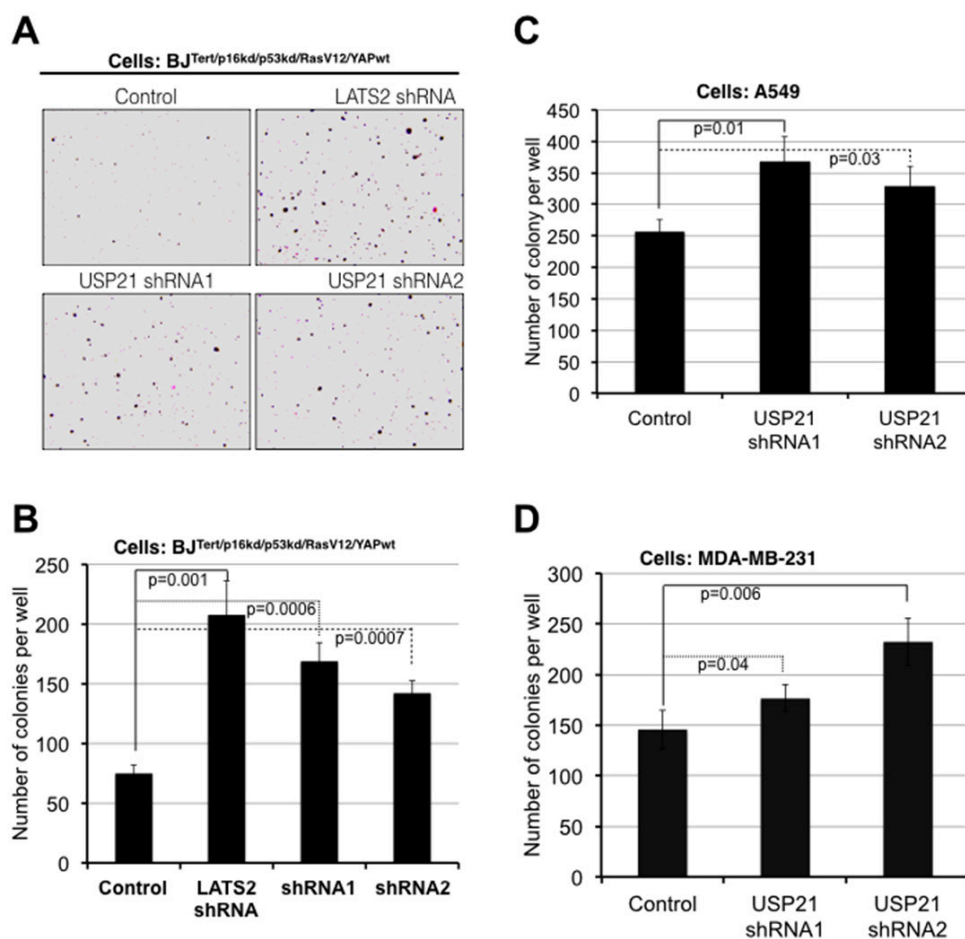 A
Cells: BJTert/p16kd/p53kd/RasV12/YAPwt
Control
LATS2 shRNA
USP21 shRNA1
USP21 shRNA2
B
Cells: BJTert/p16kd/p53kd/RasV12/YAPwt
Number of colonies per well
250
200
150
100
50
0
p=0.001
p=0.0006
p=0.0007
Control
LATS2
shRNA
shRNA1
shRNA2
C
Cells: A549
Number of colony per well
450
400
350
300
250
200
150
100
50
0
p=0.01
p=0.03
Control
USP21
shRNA1
USP21
shRNA2
D
Cells: MDA-MB-231
Number of colonies per well
300
250
200
150
100
50
0
p=0.006
p=0.04
Control
USP21
shRNA1
USP21
shRNA2